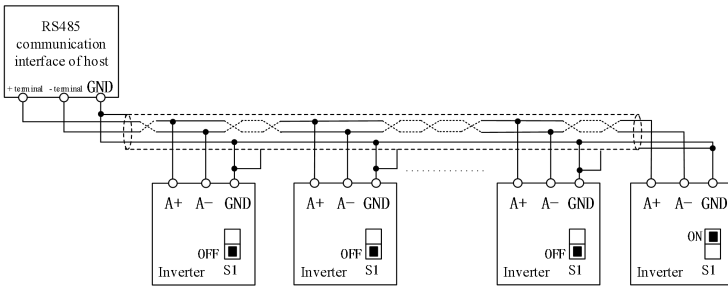 RS485
communication
interface of host
+ terminal - terminal GND
A+ A- GND
OFF
Inverter S1
A+ A- GND
OFF
Inverter S1
A+ A- GND
OFF
Inverter S1
A+ A- GND
ON
Inverter S1